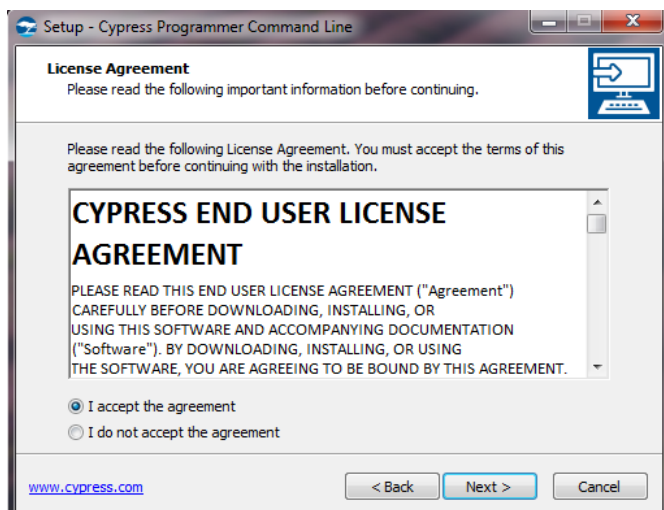 Setup - Cypress Programmer Command Line
License Agreement
Please read the following important information before continuing.
Please read the following License Agreement. You must accept the terms of this
agreement before continuing with the installation.
CYPRESS END USER LICENSE
AGREEMENT
PLEASE READ THIS END USER LICENSE AGREEMENT ("Agreement")
CAREFULLY BEFORE DOWNLOADING, INSTALLING, OR
USING THIS SOFTWARE AND ACCOMPANYING DOCUMENTATION
("Software"). BY DOWNLOADING, INSTALLING, OR USING
THE SOFTWARE, YOU ARE AGREEING TO BE BOUND BY THIS AGREEMENT.
I accept the agreement
I do not accept the agreement
www.cypress.com
< Back Next > Cancel